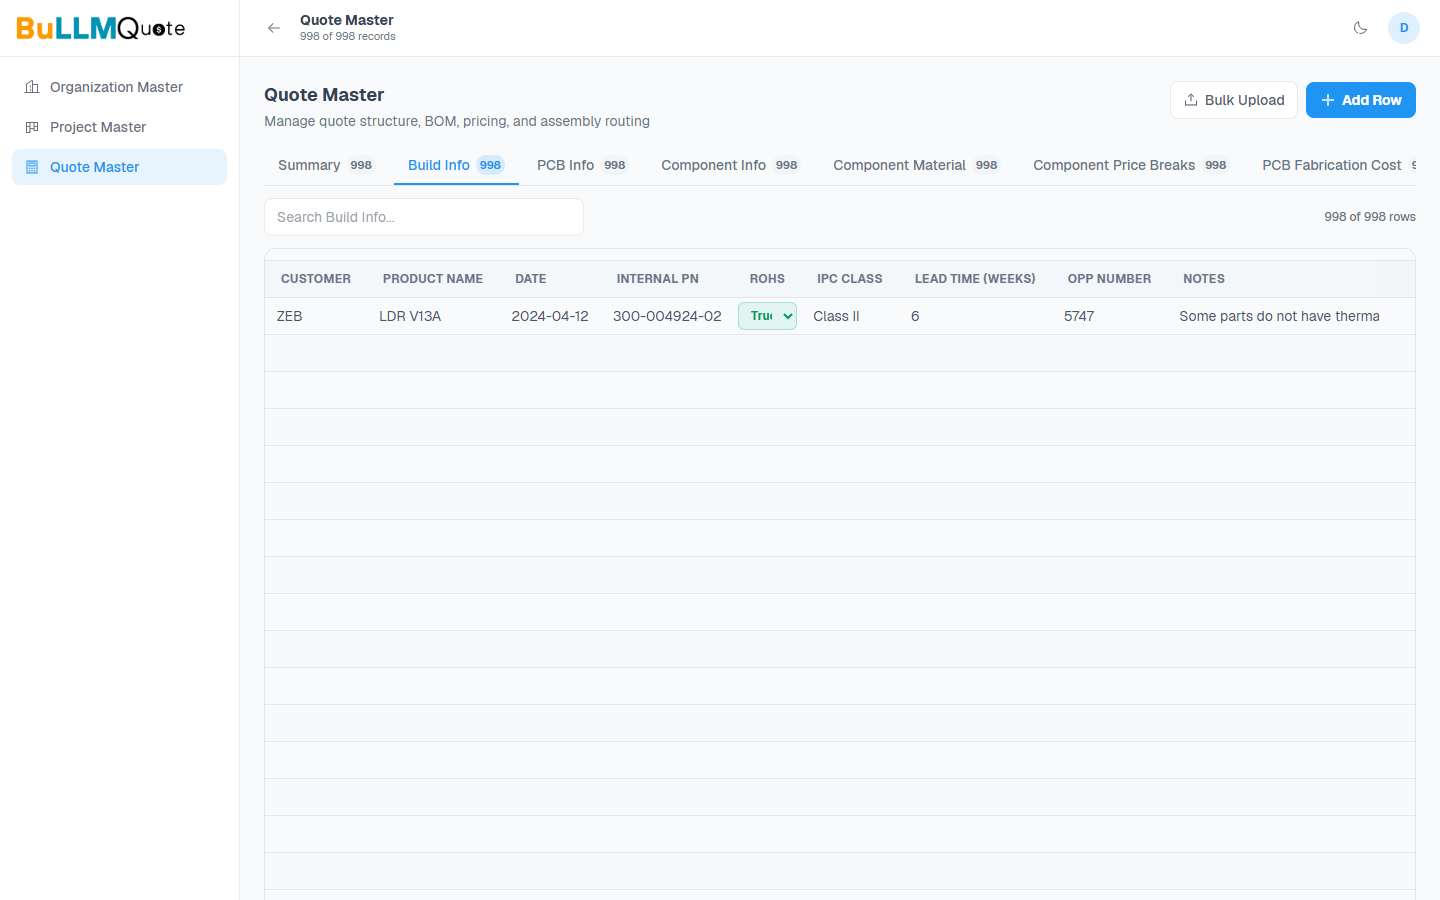 BuLLMQuote
Quote Master
998 of 998 records
D
Organization Master
Project Master
Quote Master
Quote Master
Manage quote structure, BOM, pricing, and assembly routing
Bulk Upload
Add Row
Summary 998 Build Info 998 PCB Info 998 Component Info 998 Component Material 998 Component Price Breaks 998 PCB Fabrication Cost
Search Build Info...
998 of 998 rows
CUSTOMER PRODUCT NAME DATE INTERNAL PN ROHS IPC CLASS LEAD TIME (WEEKS) OPP NUMBER NOTES
ZEB LDR V13A 2024-04-12 300-004924-02 True Class II 6 5747 Some parts do not have therma